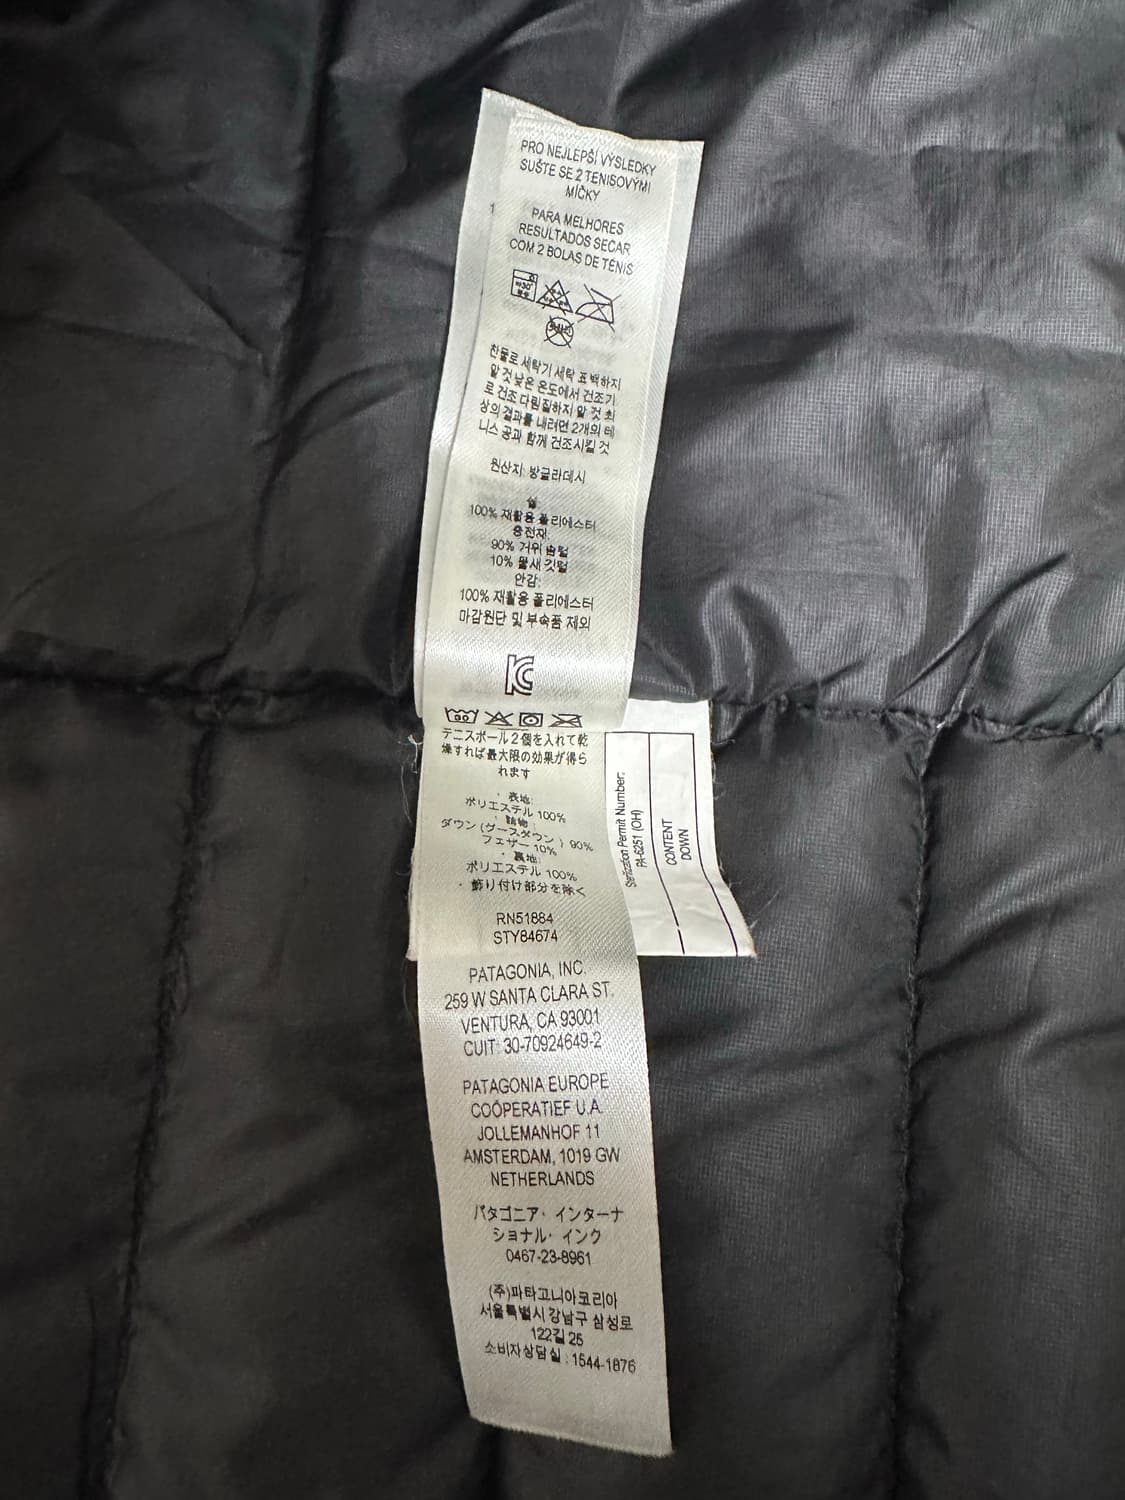 PRO NEJLEPŠÍ VÝSLEDKY
SUŠTE SE 2 TENISOVÝMI
MÍČKY
1
PARA MELHORES
RESULTADOS SECAR
COM 2 BOLAS DE TÉNIS
찬물로 세탁기 세탁 표백하지
말 것 낮은 온도에서 건조기
로 건조 다림질하지 말 것 최
상의 결과를 내려면 2개의 테
니스 공과 함께 건조시킬 것
원산지: 방글라데시
겉:
100% 재활용 폴리에스터
충전재:
90% 거위 솜털
10% 물새 깃털
안감:
100% 재활용 폴리에스터
마감원단 및 부속품 제외
KC
30
テニスボール2個を入れて乾
燥すれば最大限の効果が得ら
れます
・表地:
ポリエステル 100%
・詰物:
ダウン (グースダウン) 90%
フェザー 10%
・裏地:
ポリエステル 100%
・飾り付け部分を除く
RN51884
STY84674
PATAGONIA, INC.
259 W SANTA CLARA ST.
VENTURA, CA 93001
CUIT: 30-70924649-2
PATAGONIA EUROPE
COÖPERATIEF U.A.
JOLLEMANHOF 11
AMSTERDAM, 1019 GW
NETHERLANDS
パタゴニア・インターナ
ショナル・インク
0467-23-8961
(주)파타고니아코리아
서울특별시 강남구 삼성로
122길 25
소비자상담실 : 1544-1876
Sterilization Permit Number:
PA-6251 (OH)
CONTENT
DOWN